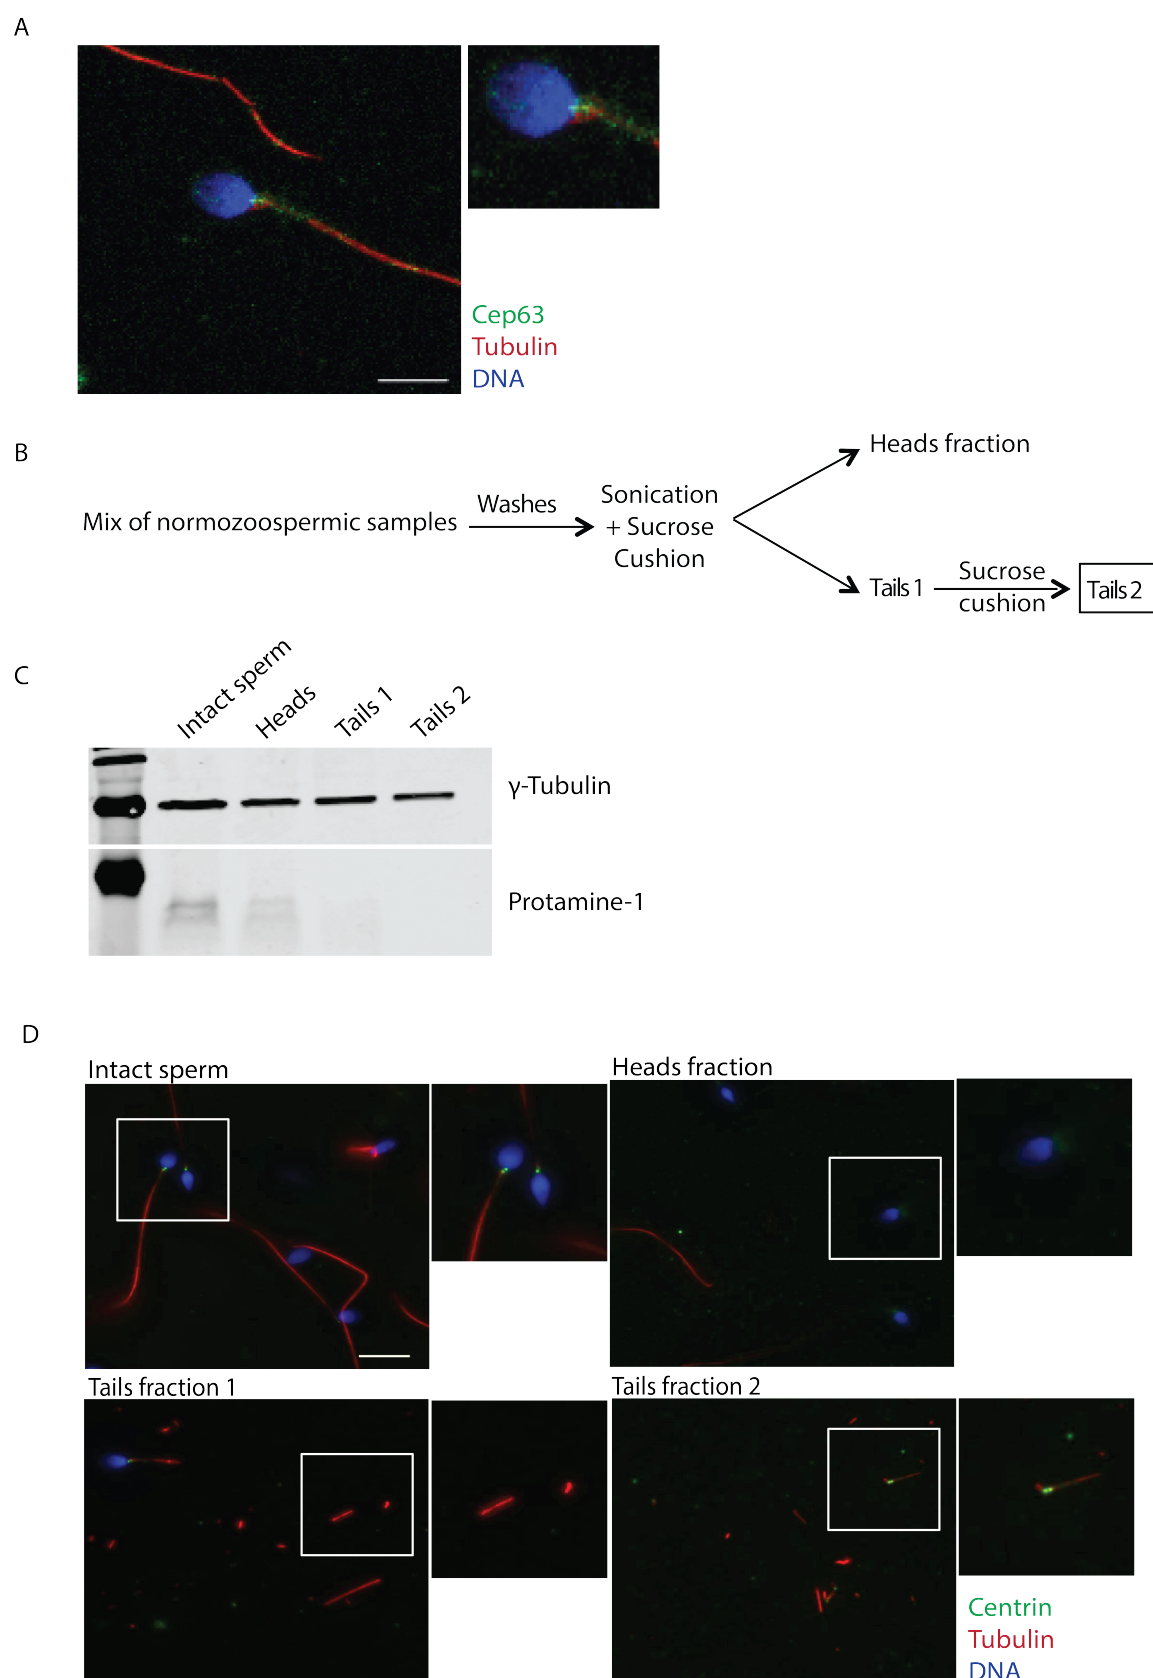 A
Cep63
Tubulin
DNA
B
Mix of normozoospermic samples
Washes
Sonication
+ Sucrose
Cushion
Heads fraction
Tails 1
Sucrose
cushion
Tails 2
C
Intact sperm
Heads
Tails 1
Tails 2
γ-Tubulin
Protamine-1
D
Intact sperm
Heads fraction
Tails fraction 1
Tails fraction 2
Centrin
Tubulin
DNA